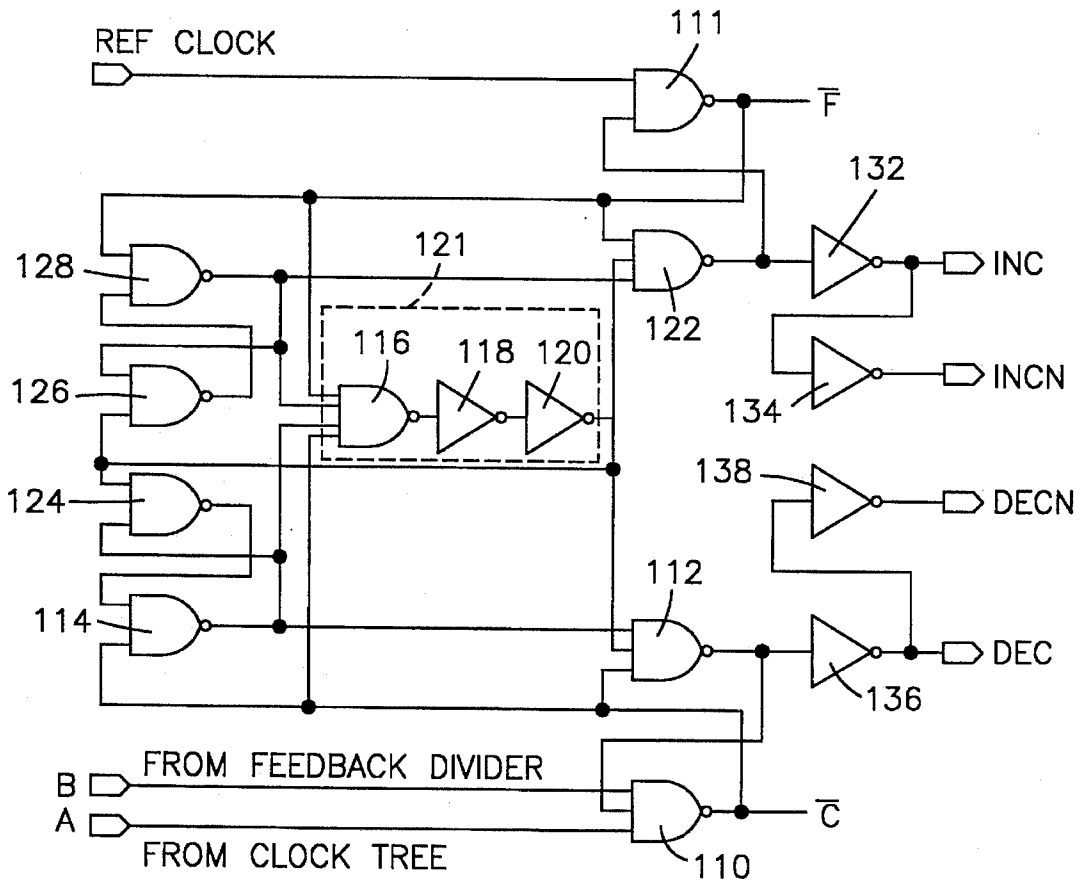 REF CLOCK
111
F̅
132
128
121
122
INC
116
118
120
126
134
INCN
124
138
DECN
112
114
136
DEC
B
FROM FEEDBACK DIVIDER
A
FROM CLOCK TREE
C̅
110